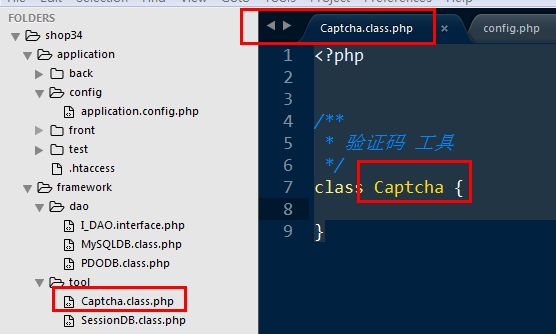 FOLDERS
shop34
application
back
config
application.config.php
front
test
.htaccess
framework
dao
I_DAO.interface.php
MySQLDB.class.php
PDODB.class.php
tool
Captcha.class.php
SessionDB.class.php
Captcha.class.php × config.php
1 <?php
2
3
4 /**
5 * 验证码 工具
6 */
7 class Captcha {
8
9 }